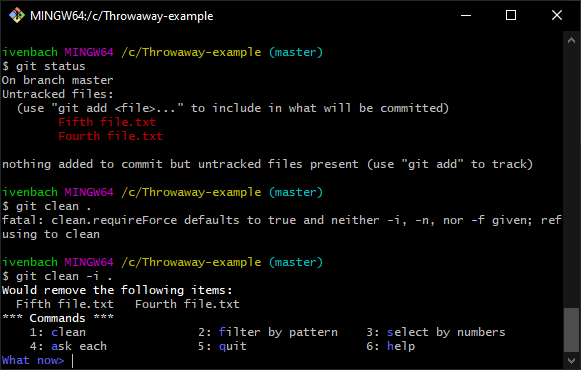 MINGW64:/c/Throwaway-example
ivenbach MINGW64 /c/Throwaway-example (master)
$ git status
On branch master
Untracked files:
  (use "git add <file>..." to include in what will be committed)
        Fifth file.txt
        Fourth file.txt
nothing added to commit but untracked files present (use "git add" to track)
ivenbach MINGW64 /c/Throwaway-example (master)
$ git clean .
fatal: clean.requireForce defaults to true and neither -i, -n, nor -f given; ref
using to clean
ivenbach MINGW64 /c/Throwaway-example (master)
$ git clean -i .
Would remove the following items:
  Fifth file.txt   Fourth file.txt
*** Commands ***
    1: clean                2: filter by pattern    3: select by numbers
    4: ask each             5: quit                 6: help
What now>